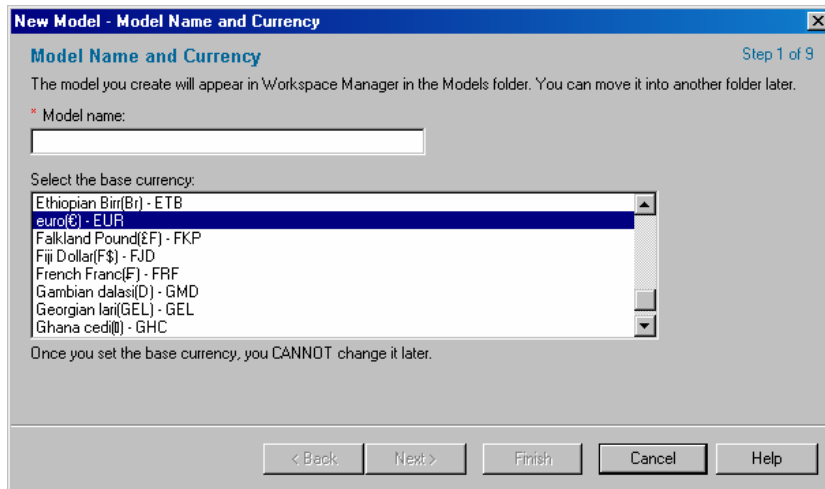 New Model - Model Name and Currency
Model Name and Currency
Step 1 of 9
The model you create will appear in Workspace Manager in the Models folder. You can move it into another folder later.
* Model name:
Select the base currency:
Ethiopian Birr(Br) - ETB
euro(€) - EUR
Falkland Pound(£F) - FKP
Fiji Dollar(F$) - FJD
French Franc(₣) - FRF
Gambian dalasi(D) - GMD
Georgian lari(GEL) - GEL
Ghana cedi(▯) - GHC
Once you set the base currency, you CANNOT change it later.
< Back
Next >
Finish
Cancel
Help